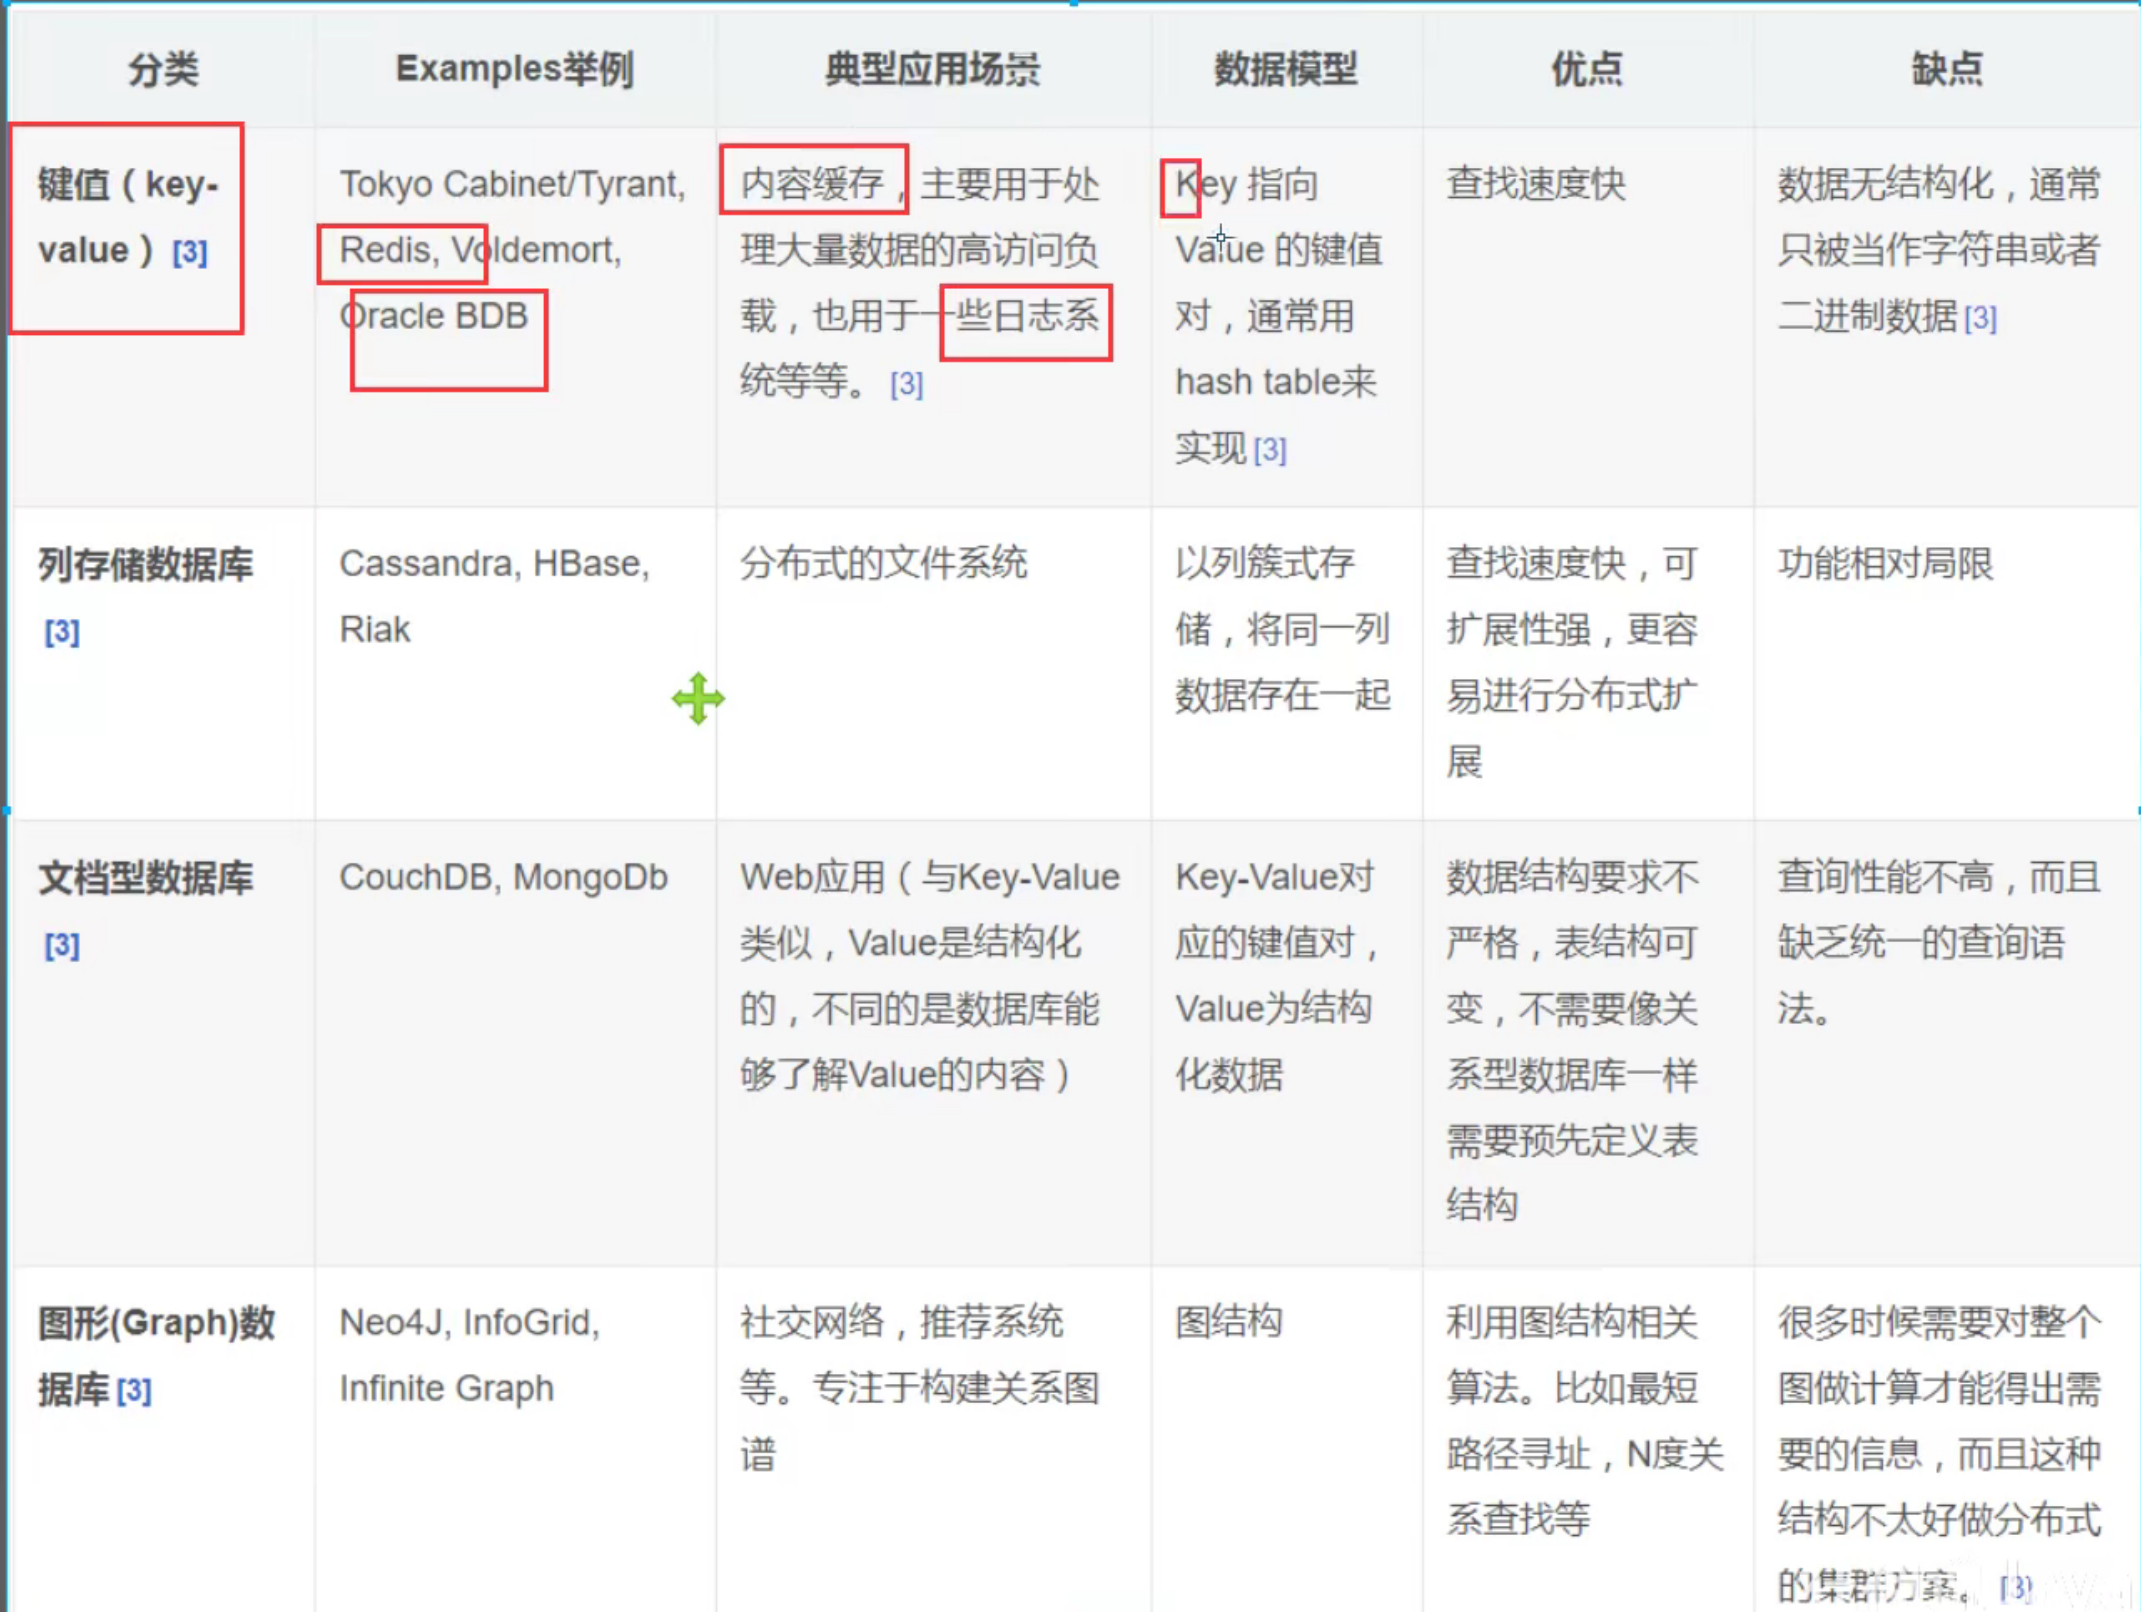 分类
Examples举例
典型应用场景
数据模型
优点
缺点
键值（key-
value）[3]
Tokyo Cabinet/Tyrant,
Redis, Voldemort,
Oracle BDB
内容缓存，主要用于处
理大量数据的高访问负
载，也用于一些日志系
统等等。[3]
Key 指向
Value 的键值
对，通常用
hash table来
实现[3]
查找速度快
数据无结构化，通常
只被当作字符串或者
二进制数据[3]
列存储数据库
[3]
Cassandra, HBase,
Riak
分布式的文件系统
以列簇式存
储，将同一列
数据存在一起
查找速度快，可
扩展性强，更容
易进行分布式扩
展
功能相对局限
文档型数据库
[3]
CouchDB, MongoDb
Web应用（与Key-Value
类似，Value是结构化
的，不同的是数据库能
够了解Value的内容）
Key-Value对
应的键值对，
Value为结构
化数据
数据结构要求不
严格，表结构可
变，不需要像关
系型数据库一样
需要预先定义表
结构
查询性能不高，而且
缺乏统一的查询语
法。
图形(Graph)数
据库[3]
Neo4J, InfoGrid,
Infinite Graph
社交网络，推荐系统
等。专注于构建关系图
谱
图结构
利用图结构相关
算法。比如最短
路径寻址，N度关
系查找等
很多时候需要对整个
图做计算才能得出需
要的信息，而且这种
结构不太好做分布式
的集群方案。[3]